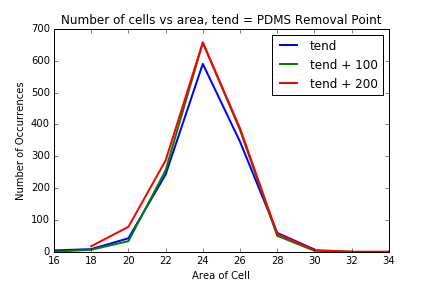 Number of cells vs area, tend = PDMS Removal Point
700
600
500
400
300
200
100
0
Number of Occurrences
tend
tend + 100
tend + 200
16 18 20 22 24 26 28 30 32 34
Area of Cell